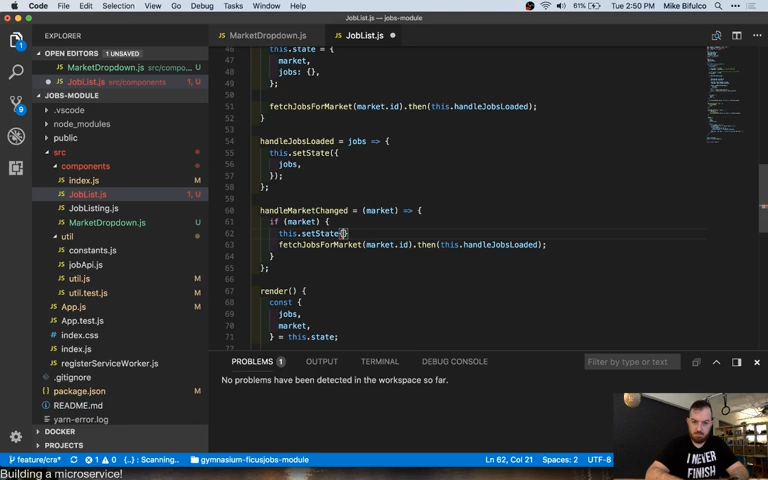 Code File Edit Selection View Go Debug Tasks Window Help 61% Tue 2:50 PM Mike Bifulco
JobList.js — jobs-module
EXPLORER
OPEN EDITORS 1 UNSAVED
MarketDropdown.js src/compo... U
JobList.js src/components 1, U
JOBS-MODULE
.vscode
node_modules
public
src
components
index.js
JobList.js 1, U
JobListing.js
MarketDropdown.js U
util
constants.js
jobApi.js
util.js M
util.test.js M
App.js M
App.test.js
index.css
index.js
registerServiceWorker.js
.gitignore
package.json M
README.md
yarn-error.log
DOCKER
PROJECTS
MarketDropdown.js JobList.js
46 this.state = {
47 market,
48 jobs: {},
49 };
50
51 fetchJobsForMarket(market.id).then(this.handleJobsLoaded);
52 }
53
54 handleJobsLoaded = jobs => {
55 this.setState({
56 jobs,
57 });
58 };
59
60 handleMarketChanged = (market) => {
61 if (market) {
62 this.setState{}
63 fetchJobsForMarket(market.id).then(this.handleJobsLoaded);
64 }
65 };
66
67 render() {
68 const {
69 jobs,
70 market,
71 } = this.state;
72
PROBLEMS 1 OUTPUT TERMINAL DEBUG CONSOLE Filter by type or text
No problems have been detected in the workspace so far.
I NEVER
FINISH
feature/cra* 1 0 Scanning.. gymnasium-ficusjobs-module Ln 62, Col 21 Spaces: 2 UTF-8
Building a microservice!